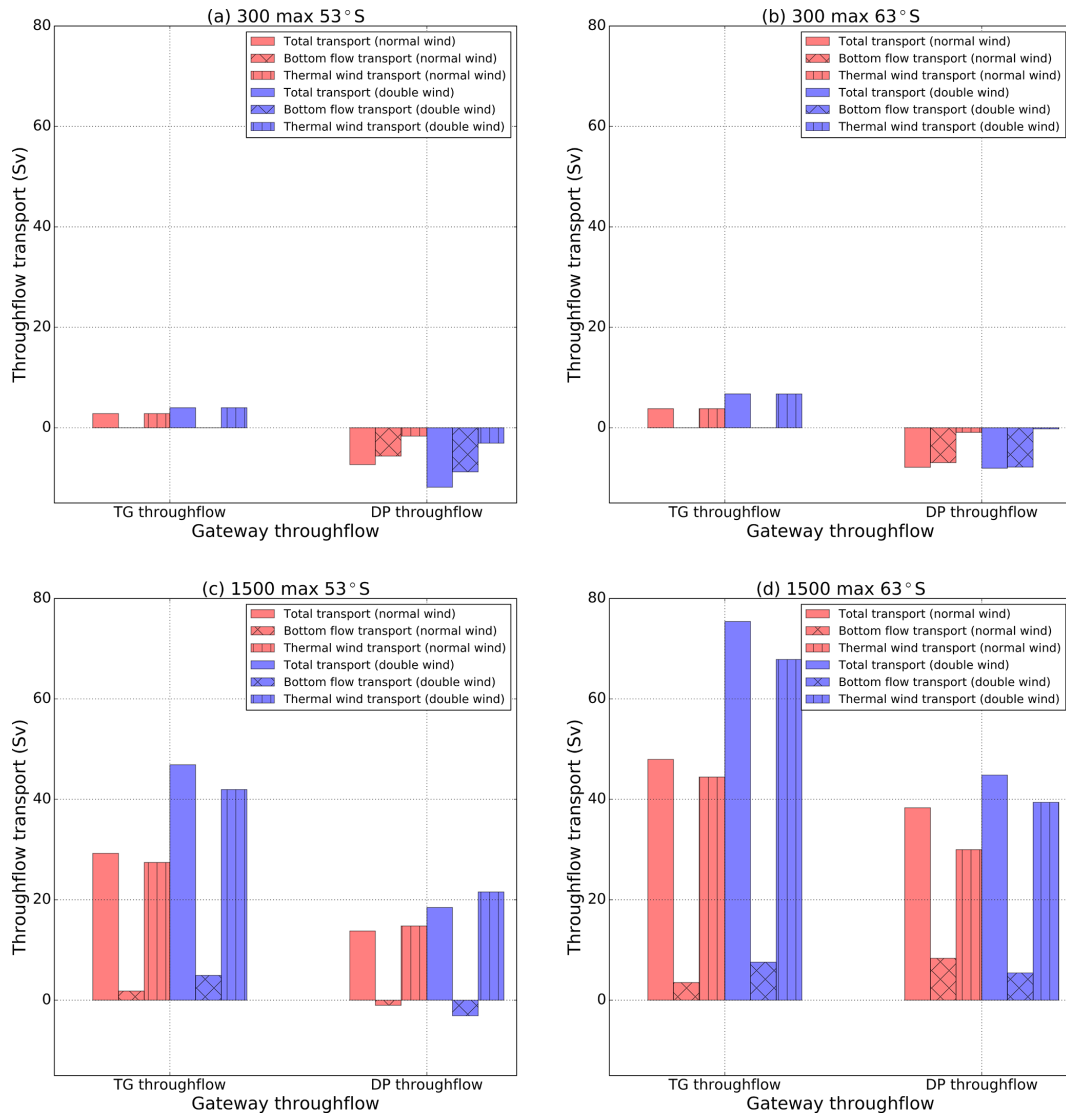 (a) 300 max 53°S
80
60
40
20
0
Throughflow transport (Sv)
Total transport (normal wind)
Bottom flow transport (normal wind)
Thermal wind transport (normal wind)
Total transport (double wind)
Bottom flow transport (double wind)
Thermal wind transport (double wind)
TG throughflow DP throughflow
Gateway throughflow
(b) 300 max 63°S
80
60
40
20
0
Throughflow transport (Sv)
Total transport (normal wind)
Bottom flow transport (normal wind)
Thermal wind transport (normal wind)
Total transport (double wind)
Bottom flow transport (double wind)
Thermal wind transport (double wind)
TG throughflow DP throughflow
Gateway throughflow
(c) 1500 max 53°S
80
60
40
20
0
Throughflow transport (Sv)
Total transport (normal wind)
Bottom flow transport (normal wind)
Thermal wind transport (normal wind)
Total transport (double wind)
Bottom flow transport (double wind)
Thermal wind transport (double wind)
TG throughflow DP throughflow
Gateway throughflow
(d) 1500 max 63°S
80
60
40
20
0
Throughflow transport (Sv)
Total transport (normal wind)
Bottom flow transport (normal wind)
Thermal wind transport (normal wind)
Total transport (double wind)
Bottom flow transport (double wind)
Thermal wind transport (double wind)
TG throughflow DP throughflow
Gateway throughflow